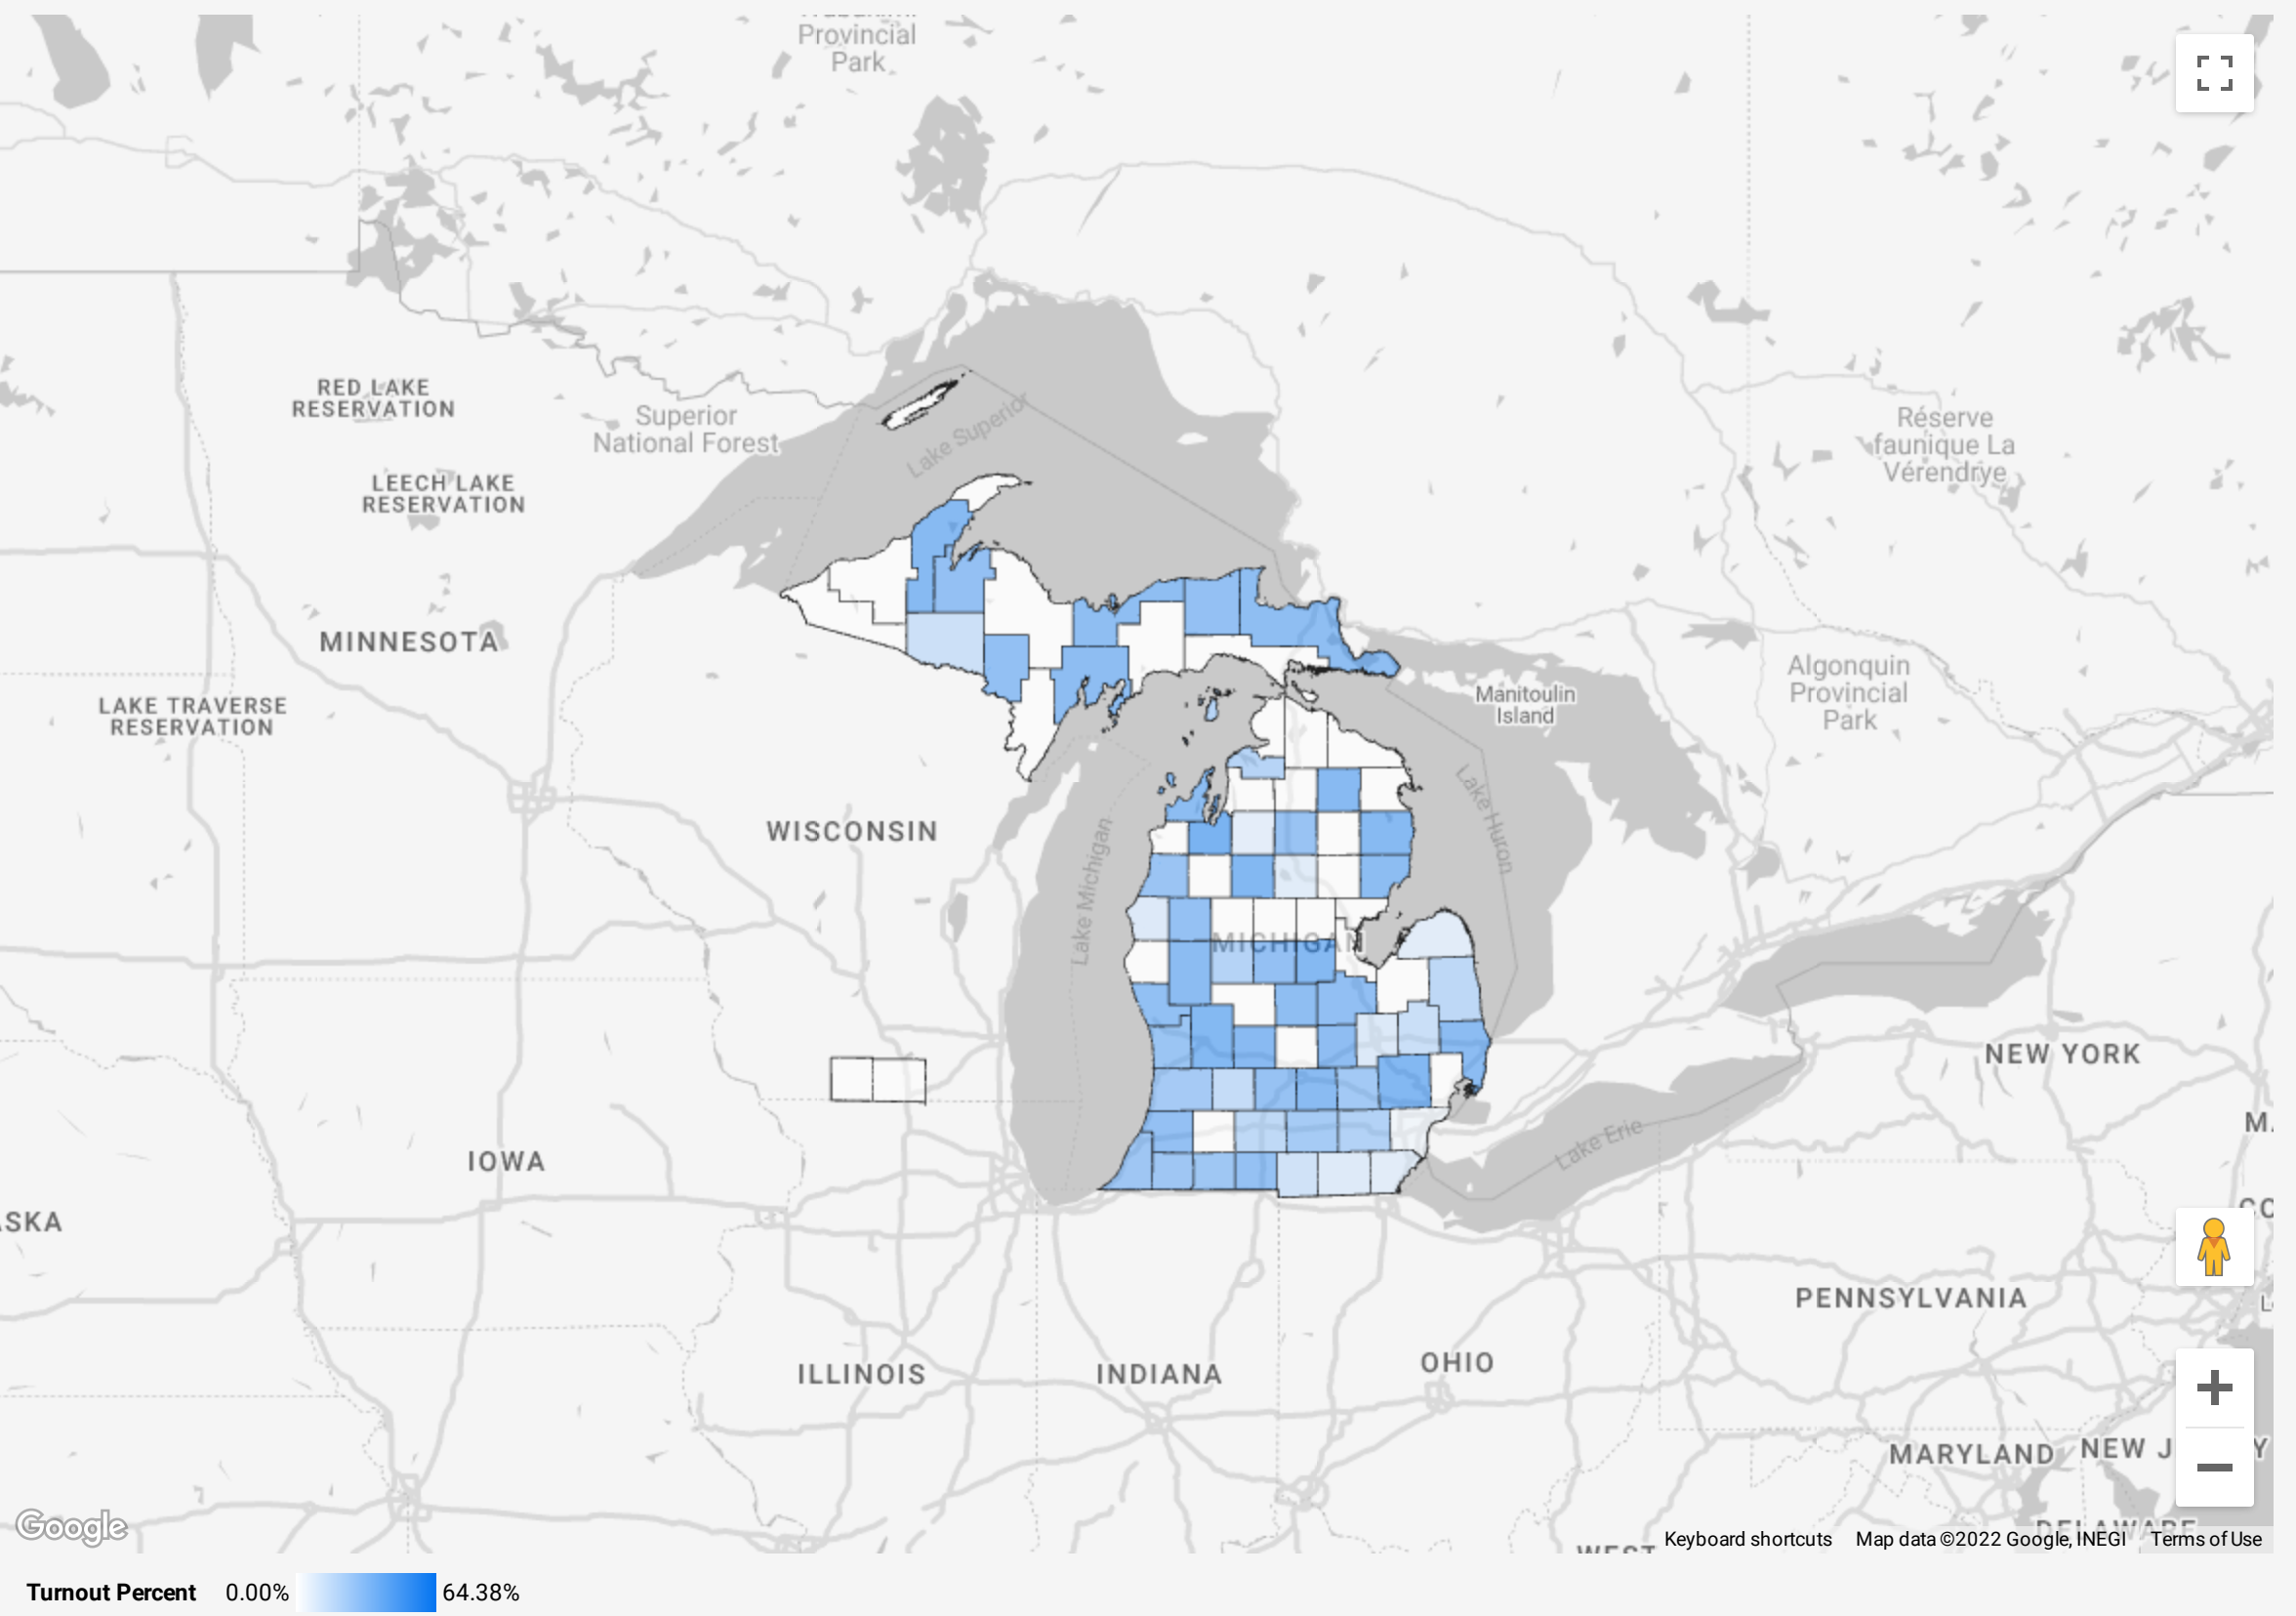 Provincial
Park
RED LAKE
RESERVATION
Superior
National Forest
Lake Superior
Réserve
faunique La
Vérendrye
LEECH LAKE
RESERVATION
MINNESOTA
LAKE TRAVERSE
RESERVATION
Manitoulin
Island
Algonquin
Provincial
Park
WISCONSIN
Lake Michigan
Lake Huron
MICHIGAN
NEW YORK
IOWA
Lake Erie
M
SKA
CO
PENNSYLVANIA
ILLINOIS
INDIANA
OHIO
MARYLAND
NEW J Y
Google
DELAWARE
WEST
Keyboard shortcuts
Map data ©2022 Google, INEGI
Terms of Use
Turnout Percent 0.00% 64.38%